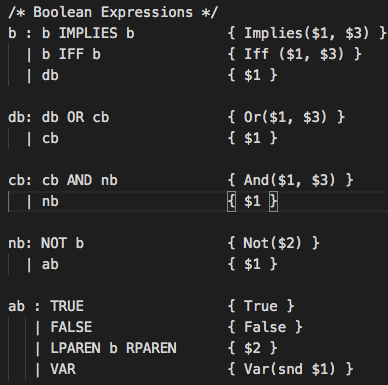 /* Boolean Expressions */
b : b IMPLIES b { Implies($1, $3) }
| b IFF b { Iff ($1, $3) }
| db { $1 }
db: db OR cb { Or($1, $3) }
| cb { $1 }
cb: cb AND nb { And($1, $3) }
| nb { $1 }
nb: NOT b { Not($2) }
| ab { $1 }
ab : TRUE { True }
| FALSE { False }
| LPAREN b RPAREN { $2 }
| VAR { Var(snd $1) }